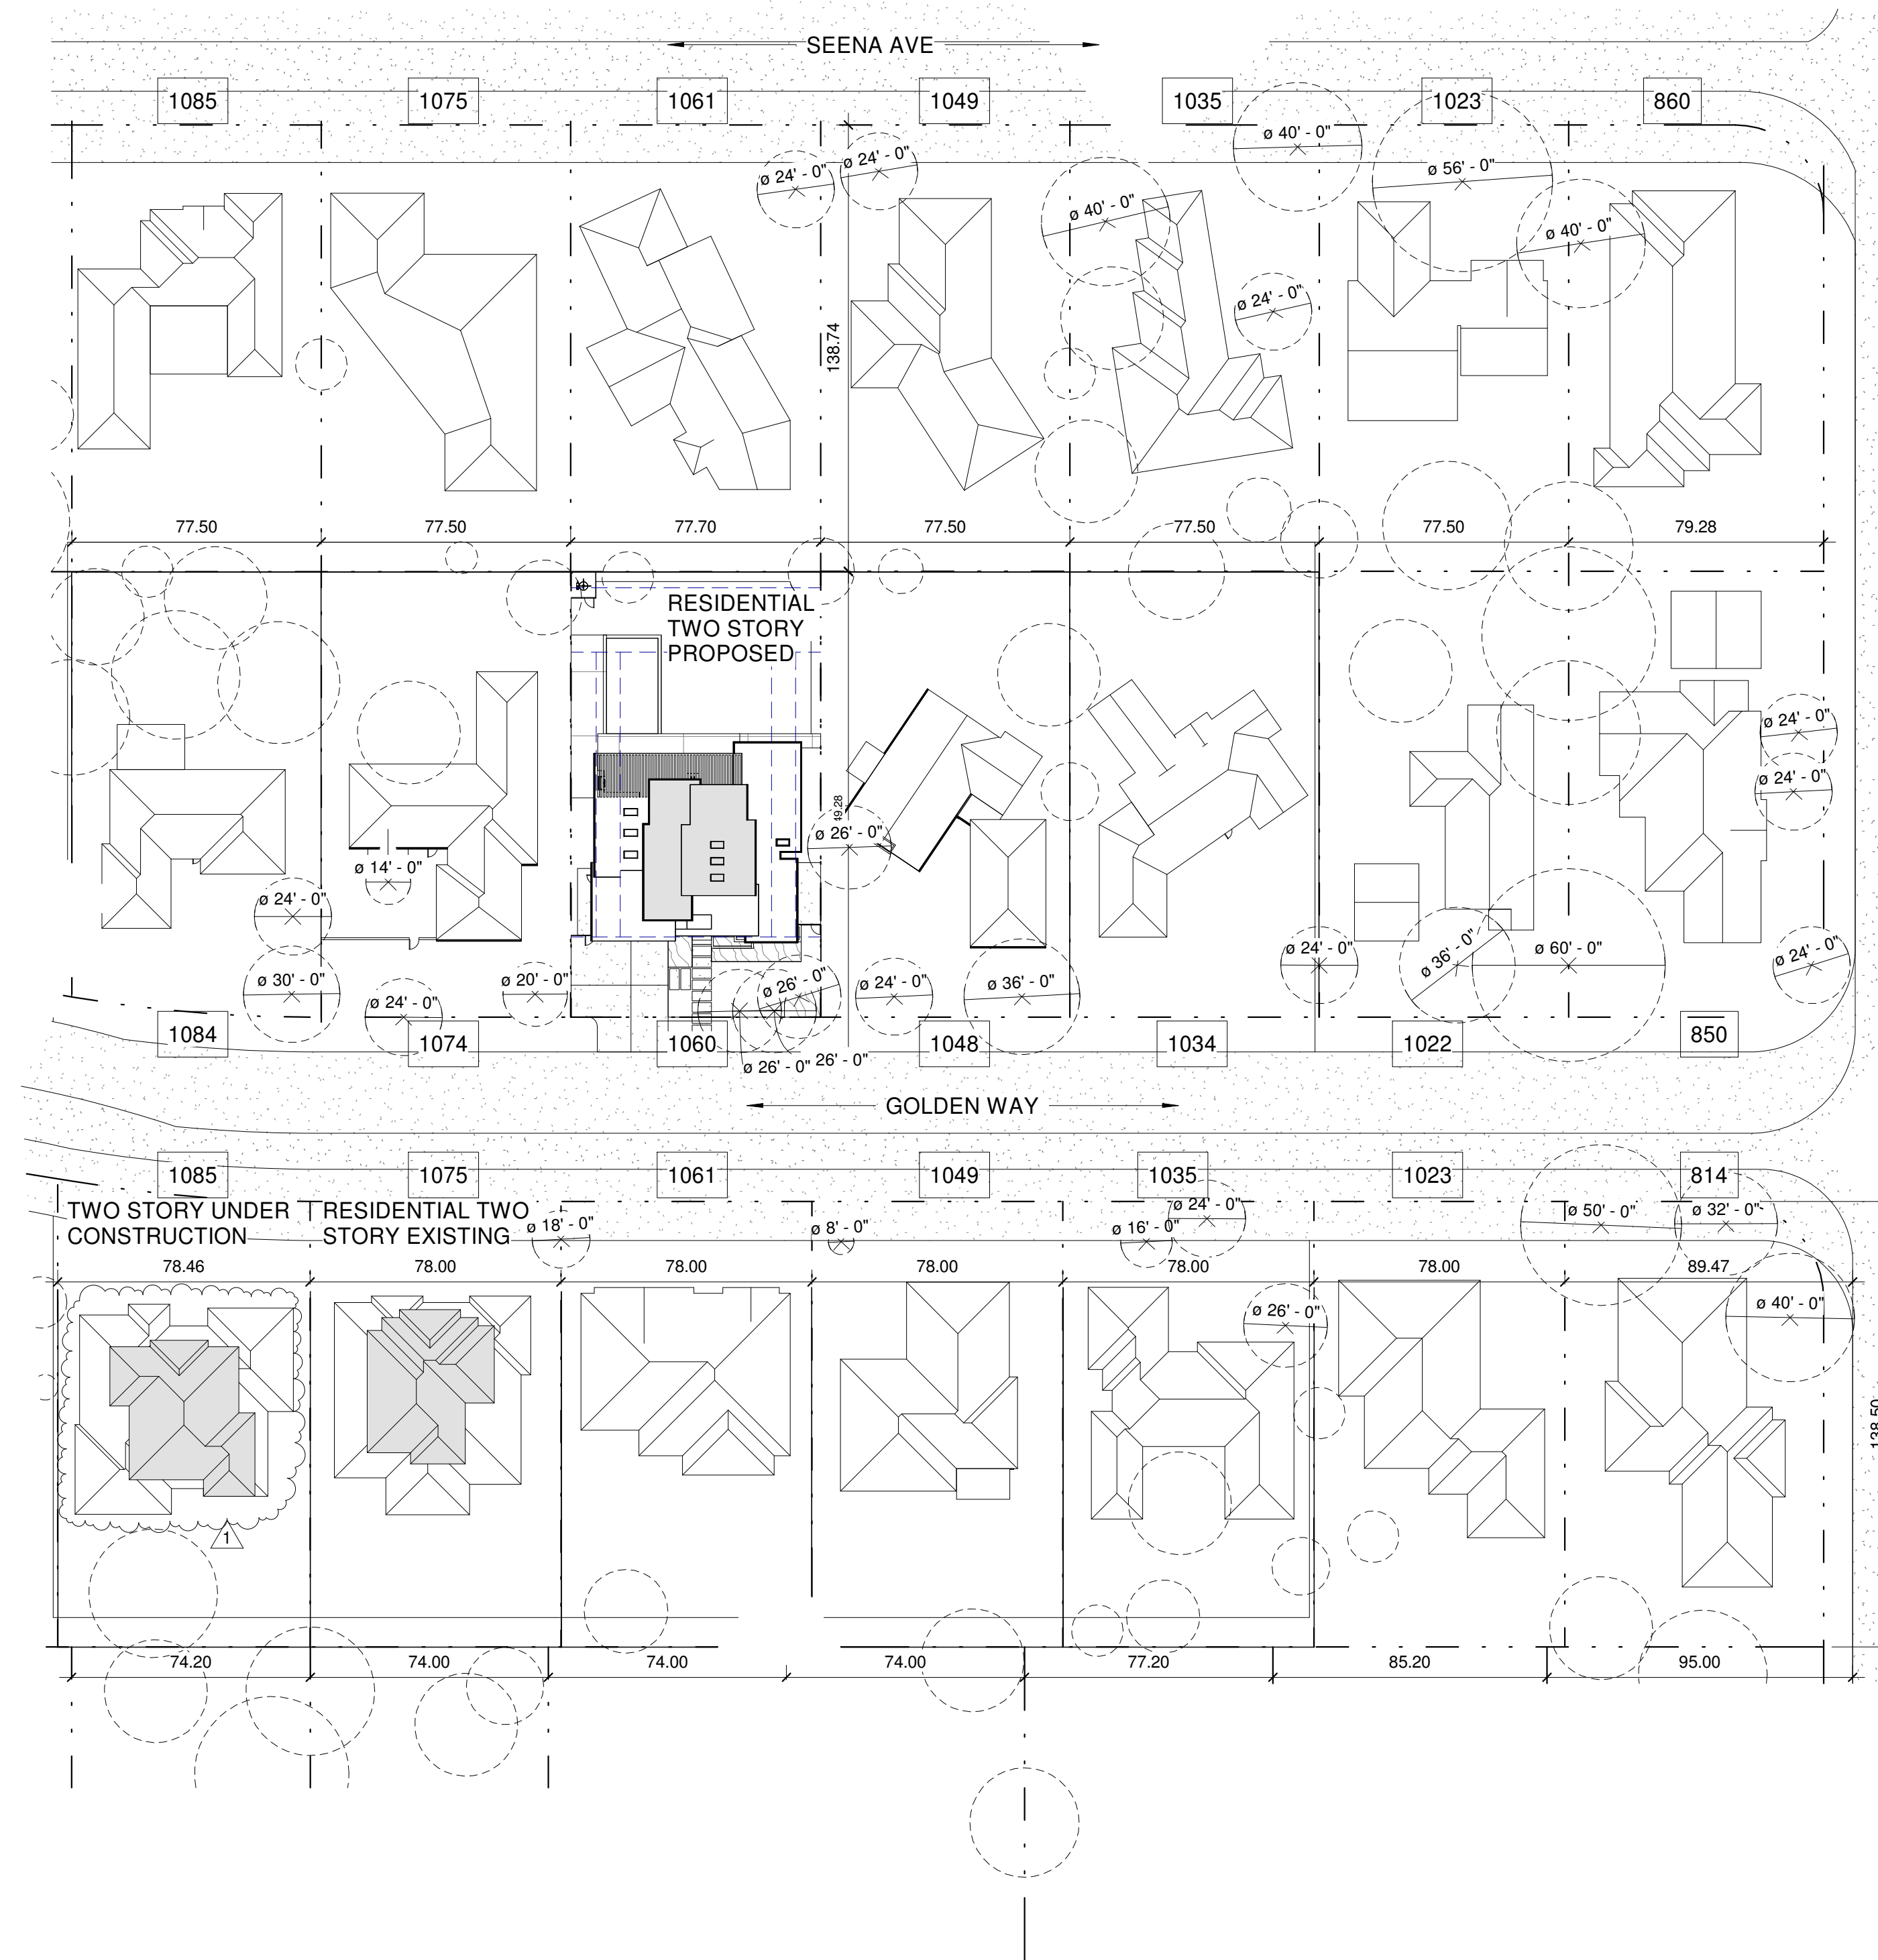 SEENA AVE
1085
1075
1061
1049
1035
1023
860
ø 40' - 0"
ø 24' - 0"
ø 24' - 0"
ø 56' - 0"
ø 40' - 0"
ø 40' - 0"
ø 24' - 0"
138.74
77.50
77.50
77.70
77.50
77.50
77.50
79.28
RESIDENTIAL
TWO STORY
PROPOSED
ø 24' - 0"
ø 24' - 0"
49.28
ø 26' - 0"
ø 14' - 0"
ø 24' - 0"
ø 24' - 0"
ø 36' - 0"
ø 60' - 0"
ø 24' - 0"
ø 30' - 0"
ø 24' - 0"
ø 20' - 0"
ø 26' - 0"
ø 24' - 0"
ø 36' - 0"
1084
1074
1060
1048
1034
1022
850
ø 26' - 0"
26' - 0"
GOLDEN WAY
1085
1075
1061
1049
1035
1023
814
TWO STORY UNDER
CONSTRUCTION
RESIDENTIAL TWO
STORY EXISTING
ø 18' - 0"
ø 8' - 0"
ø 16' - 0"
ø 24' - 0"
ø 50' - 0"
ø 32' - 0"
78.46
78.00
78.00
78.00
78.00
78.00
89.47
ø 26' - 0"
ø 40' - 0"
138.50
1
74.20
74.00
74.00
74.00
77.20
85.20
95.00